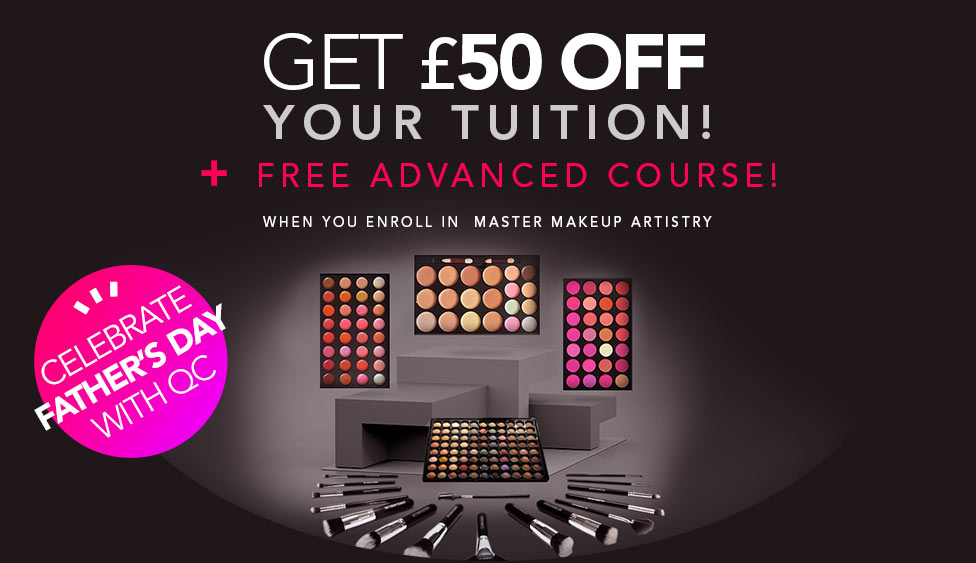 GET £50 OFF
YOUR TUITION!
+ FREE ADVANCED COURSE!
WHEN YOU ENROLL IN MASTER MAKEUP ARTISTRY
CELEBRATE
FATHER'S DAY
WITH QC